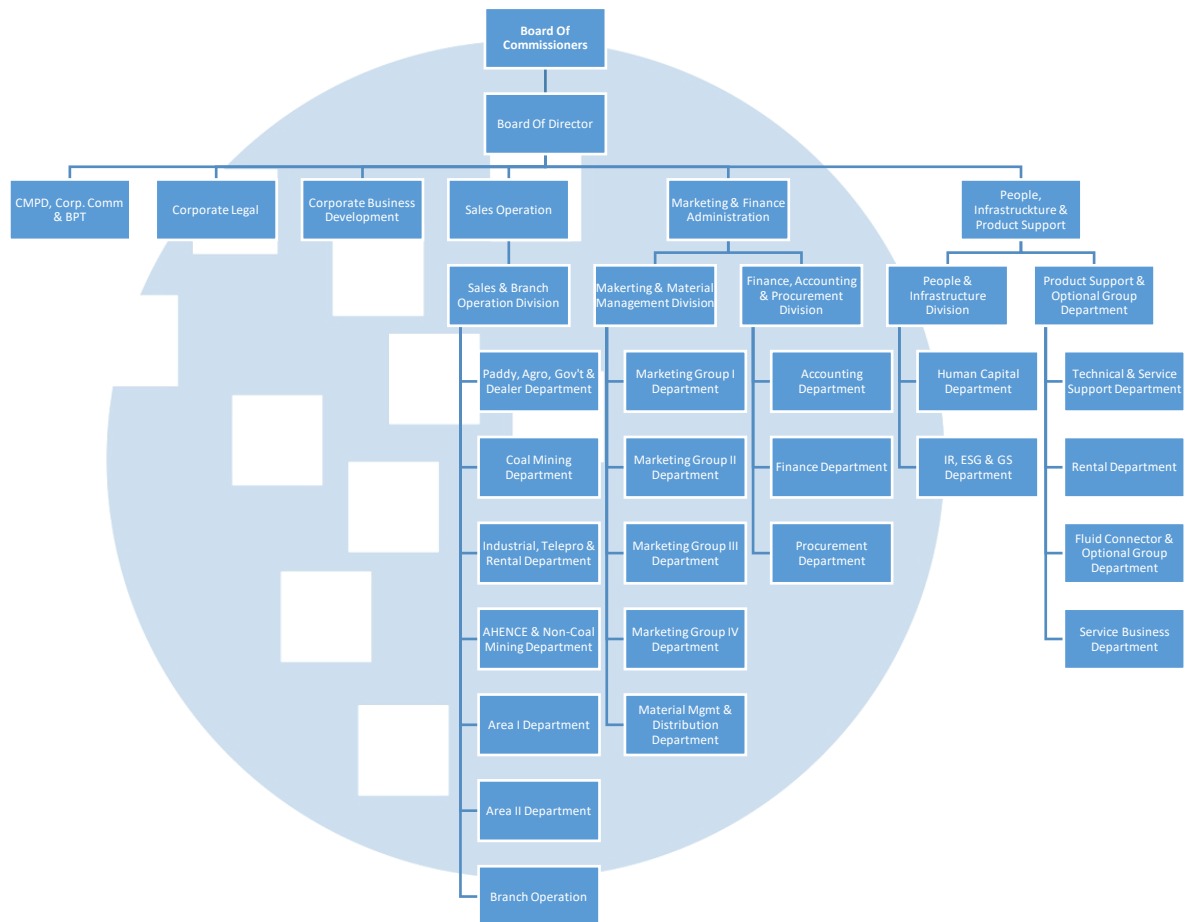 Board Of
Commissioners
Board Of Director
CMPD, Corp. Comm
& BPT
Corporate Legal
Corporate Business
Development
Sales Operation
Marketing & Finance
Administration
People,
Infrastruckture &
Product Support
Sales & Branch
Operation Division
Makerting & Material
Management Division
Finance, Accounting
& Procurement
Division
People &
Infrastructure
Division
Product Support &
Optional Group
Department
Paddy, Agro, Gov't &
Dealer Department
Marketing Group I
Department
Accounting
Department
Human Capital
Department
Technical & Service
Support Department
Coal Mining
Department
Marketing Group II
Department
Finance Department
IR, ESG & GS
Department
Rental Department
Industrial, Telepro &
Rental Department
Marketing Group III
Department
Procurement
Department
Fluid Connector &
Optional Group
Department
AHENCE & Non-Coal
Mining Department
Marketing Group IV
Department
Service Business
Department
Area I Department
Material Mgmt &
Distribution
Department
Area II Department
Branch Operation